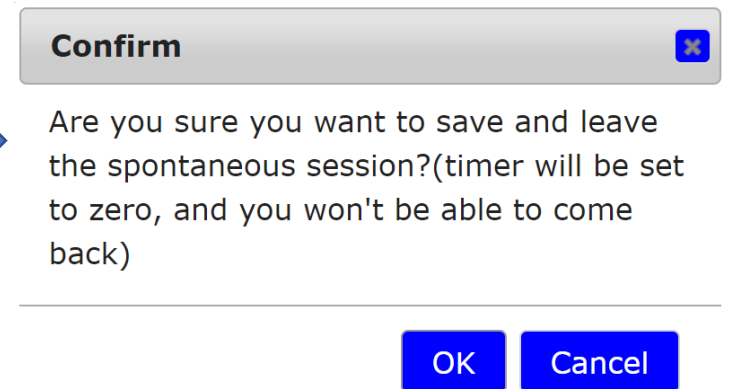 Confirm
Are you sure you want to save and leave
the spontaneous session?(timer will be set
to zero, and you won't be able to come
back)
OK Cancel